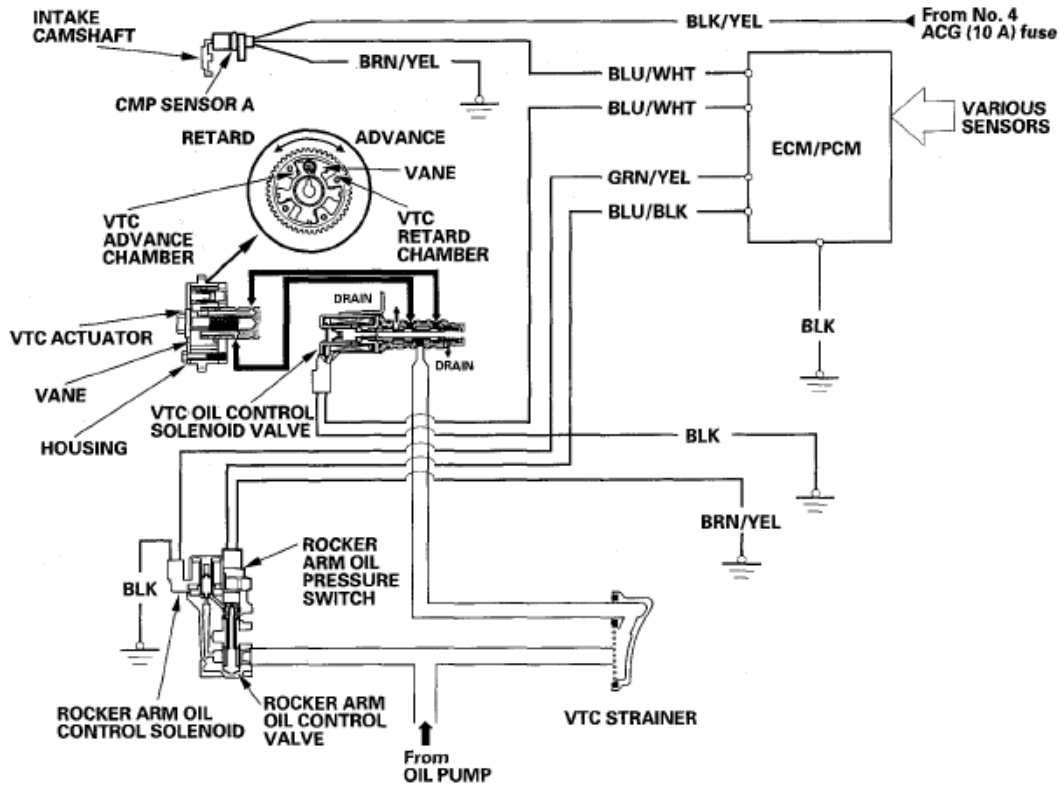 INTAKE
CAMSHAFT
BLK/YEL
From No. 4
ACG (10 A) fuse
BRN/YEL
BLU/WHT
CMP SENSOR A
BLU/WHT
VARIOUS
SENSORS
ECM/PCM
RETARD
ADVANCE
VANE
GRN/YEL
BLU/BLK
VTC
ADVANCE
CHAMBER
VTC
RETARD
CHAMBER
DRAIN
BLK
VTC ACTUATOR
DRAIN
VANE
VTC OIL CONTROL
SOLENOID VALVE
HOUSING
BLK
BRN/YEL
ROCKER
ARM OIL
PRESSURE
SWITCH
BLK
ROCKER ARM OIL
CONTROL SOLENOID
ROCKER ARM
OIL CONTROL
VALVE
VTC STRAINER
From
OIL PUMP